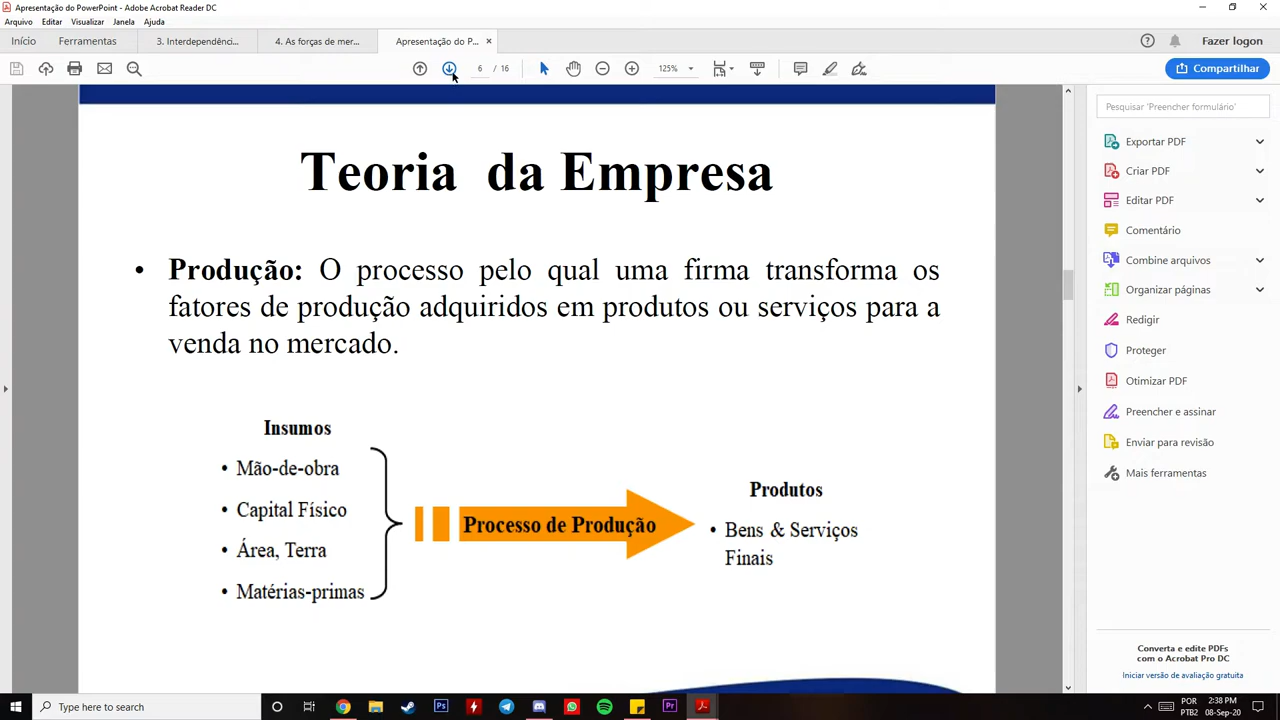 Apresentação do PowerPoint - Adobe Acrobat Reader DC
Arquivo Editar Visualizar Janela Ajuda
Início Ferramentas 3. Interdependênci... 4. As forças de mer... Apresentação do P... × Fazer logon
6 / 16 125% Compartilhar
Teoria da Empresa
• Produção: O processo pelo qual uma firma transforma os
fatores de produção adquiridos em produtos ou serviços para a
venda no mercado.
Insumos
• Mão-de-obra
• Capital Físico
• Área, Terra
• Matérias-primas
Processo de Produção
Produtos
• Bens & Serviços
Finais
Pesquisar 'Preencher formulário'
Exportar PDF
Criar PDF
Editar PDF
Comentário
Combine arquivos
Organizar páginas
Redigir
Proteger
Otimizar PDF
Preencher e assinar
Enviar para revisão
Mais ferramentas
Converta e edite PDFs
com o Acrobat Pro DC
Iniciar versão de avaliação gratuita
Type here to search
Ps
Pr
POR
PTB2
2:38 PM
08-Sep-20